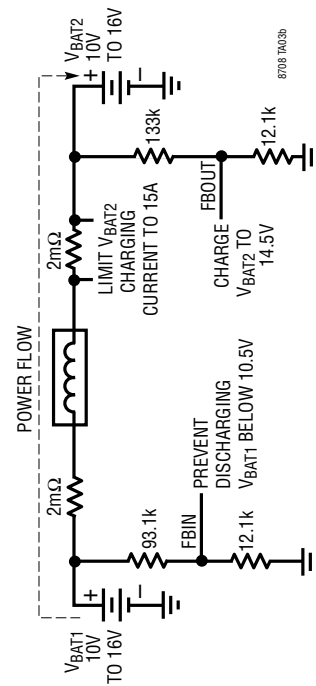 POWER FLOW
VBAT1
10V
TO 16V
+
–
2mΩ
2mΩ
LIMIT VBAT2
CHARGING
CURRENT TO 15A
VBAT2
10V
TO 16V
+
–
93.1k
FBIN
PREVENT
DISCHARGING
VBAT1 BELOW 10.5V
12.1k
133k
FBOUT
CHARGE
VBAT2 TO
14.5V
12.1k
8708 TA03b